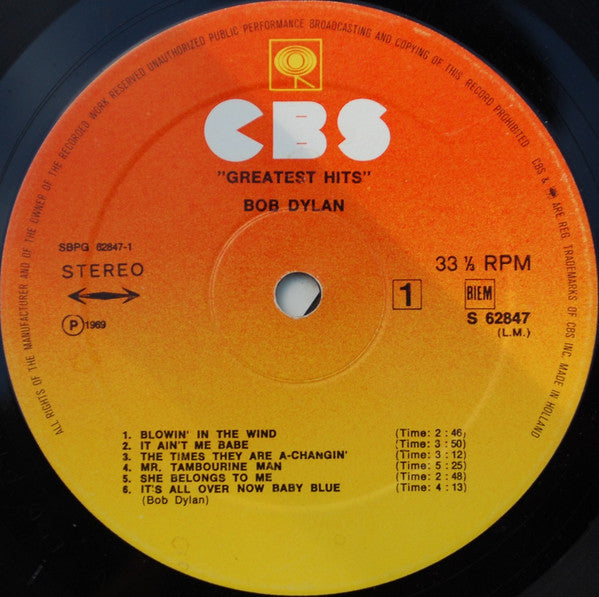 ALL RIGHTS OF THE MANUFACTURER AND OF THE OWNER OF THE RECORDED WORK RESERVED UNAUTHORIZED PUBLIC PERFORMANCE BROADCASTING AND COPYING OF THIS RECORD PROHIBITED. CBS & ARE REG. TRADEMARKS OF CBS INC. MADE IN HOLLAND
CBS
"GREATEST HITS"
BOB DYLAN
SBPG 62847-1
STEREO
33 ⅓ RPM
1
BIEM
S 62847
(L.M.)
Ⓟ 1969
1. BLOWIN' IN THE WIND (Time: 2 : 46)
2. IT AIN'T ME BABE (Time: 3 : 50)
3. THE TIMES THEY ARE A-CHANGIN' (Time: 3 : 12)
4. MR. TAMBOURINE MAN (Time: 5 : 25)
5. SHE BELONGS TO ME (Time: 2 : 48)
6. IT'S ALL OVER NOW BABY BLUE (Time: 4 : 13)
(Bob Dylan)